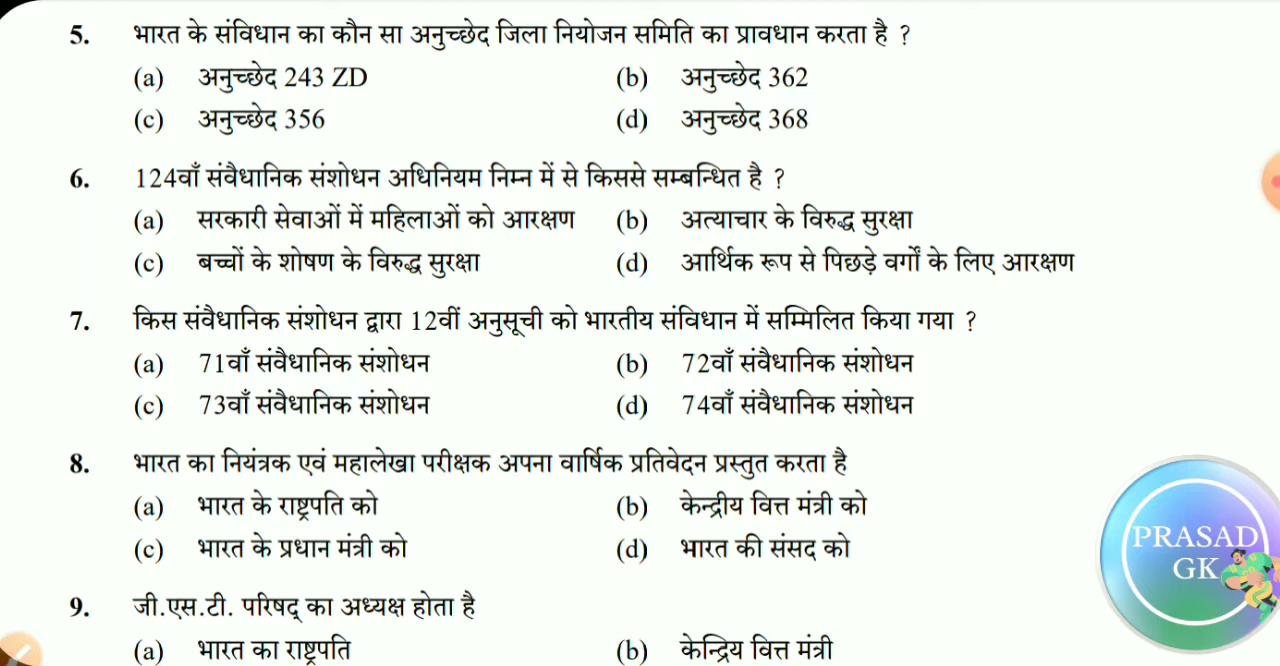 5. भारत के संविधान का कौन सा अनुच्छेद जिला नियोजन समिति का प्रावधान करता है ?
(a) अनुच्छेद 243 ZD (b) अनुच्छेद 362
(c) अनुच्छेद 356 (d) अनुच्छेद 368
6. 124वाँ संवैधानिक संशोधन अधिनियम निम्न में से किससे सम्बन्धित है ?
(a) सरकारी सेवाओं में महिलाओं को आरक्षण (b) अत्याचार के विरुद्ध सुरक्षा
(c) बच्चों के शोषण के विरुद्ध सुरक्षा (d) आर्थिक रूप से पिछड़े वर्गों के लिए आरक्षण
7. किस संवैधानिक संशोधन द्वारा 12वीं अनुसूची को भारतीय संविधान में सम्मिलित किया गया ?
(a) 71वाँ संवैधानिक संशोधन (b) 72वाँ संवैधानिक संशोधन
(c) 73वाँ संवैधानिक संशोधन (d) 74वाँ संवैधानिक संशोधन
8. भारत का नियंत्रक एवं महालेखा परीक्षक अपना वार्षिक प्रतिवेदन प्रस्तुत करता है
(a) भारत के राष्ट्रपति को (b) केन्द्रीय वित्त मंत्री को
(c) भारत के प्रधान मंत्री को (d) भारत की संसद को
PRASAD
GK
9. जी.एस.टी. परिषद् का अध्यक्ष होता है
(a) भारत का राष्ट्रपति (b) केन्द्रिय वित्त मंत्री